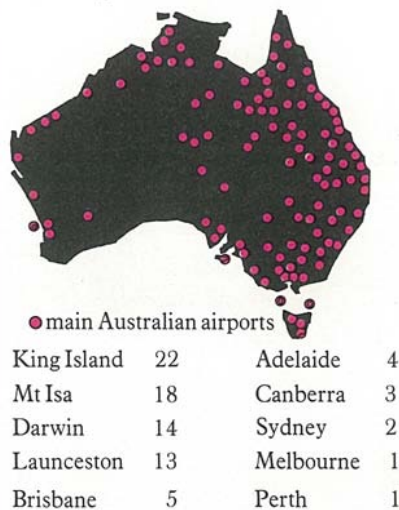 main Australian airports
King Island 22 Adelaide 4
Mt Isa 18 Canberra 3
Darwin 14 Sydney 2
Launceston 13 Melbourne 1
Brisbane 5 Perth 1